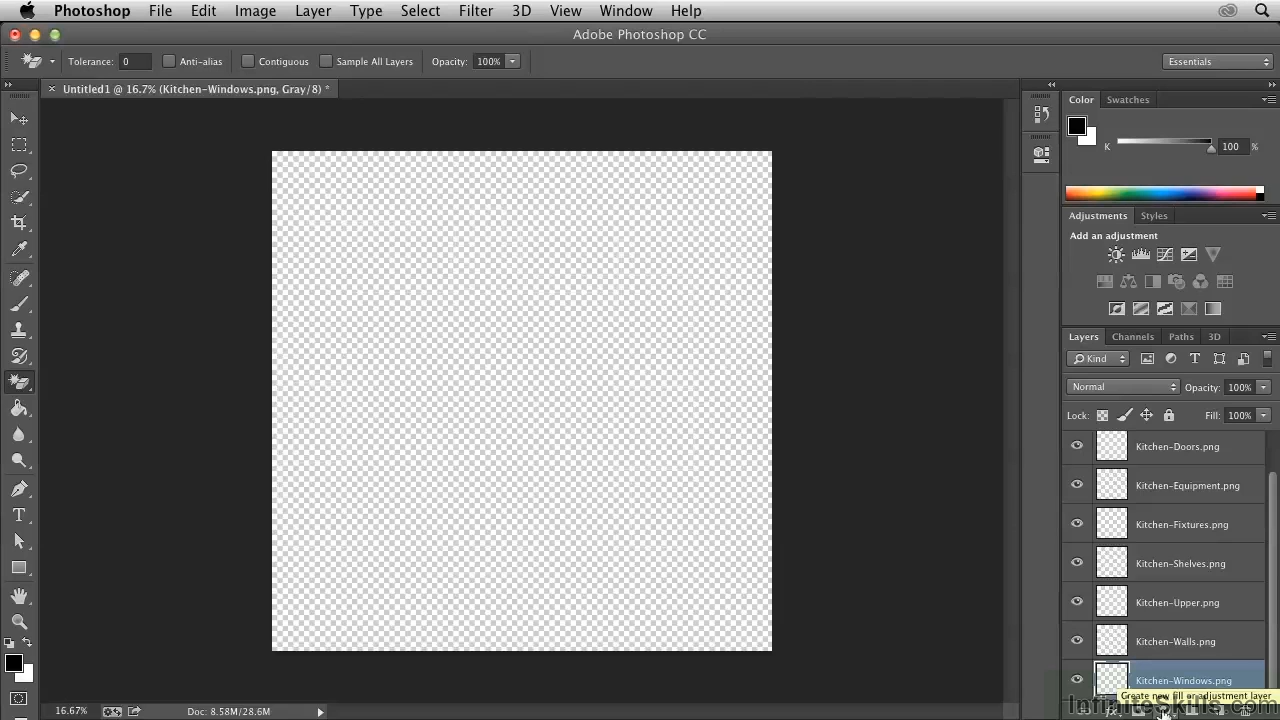 Photoshop File Edit Image Layer Type Select Filter 3D View Window Help
Adobe Photoshop CC
Tolerance: 0 Anti-alias Contiguous Sample All Layers Opacity: 100% Essentials
Untitled1 @ 16.7% (Kitchen-Windows.png, Gray/8) *
Color Swatches
K 100 %
Adjustments Styles
Add an adjustment
Layers Channels Paths 3D
Kind
Normal Opacity: 100%
Lock: Fill: 100%
Kitchen-Doors.png
Kitchen-Equipment.png
Kitchen-Fixtures.png
Kitchen-Shelves.png
Kitchen-Upper.png
Kitchen-Walls.png
Kitchen-Windows.png
Create new fill or adjustment layer
InfiniteSkills.com
16.67% Doc: 8.58M/28.6M